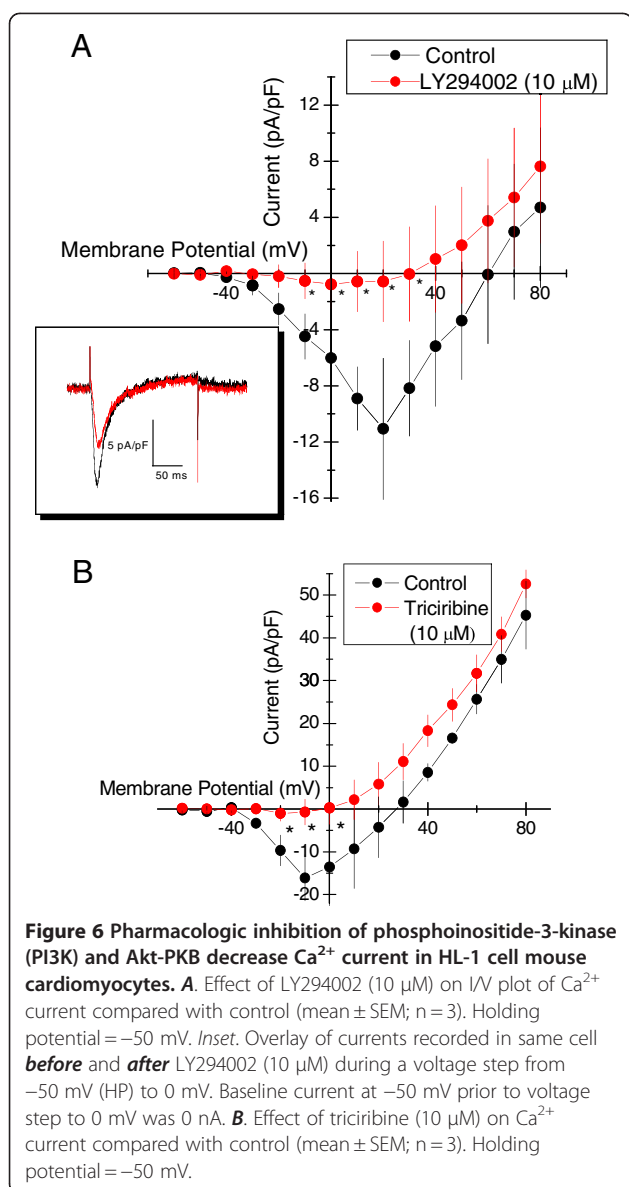 A
Control
LY294002 (10 μM)
Current (pA/pF)
12
8
4
Membrane Potential (mV)
-40
40
80
-4
-8
-12
-16
5 pA/pF
50 ms
B
Control
Triciribine
(10 μM)
Current (pA/pF)
50
40
30
20
10
Membrane Potential (mV)
-40
40
80
-10
-20
* * * * *
* * *
Figure 6 Pharmacologic inhibition of phosphoinositide-3-kinase
(PI3K) and Akt-PKB decrease Ca²⁺ current in HL-1 cell mouse
cardiomyocytes. A. Effect of LY294002 (10 μM) on I/V plot of Ca²⁺
current compared with control (mean ± SEM; n = 3). Holding
potential = −50 mV. Inset. Overlay of currents recorded in same cell
before and after LY294002 (10 μM) during a voltage step from
−50 mV (HP) to 0 mV. Baseline current at −50 mV prior to voltage
step to 0 mV was 0 nA. B. Effect of triciribine (10 μM) on Ca²⁺
current compared with control (mean ± SEM; n = 3). Holding
potential = −50 mV.